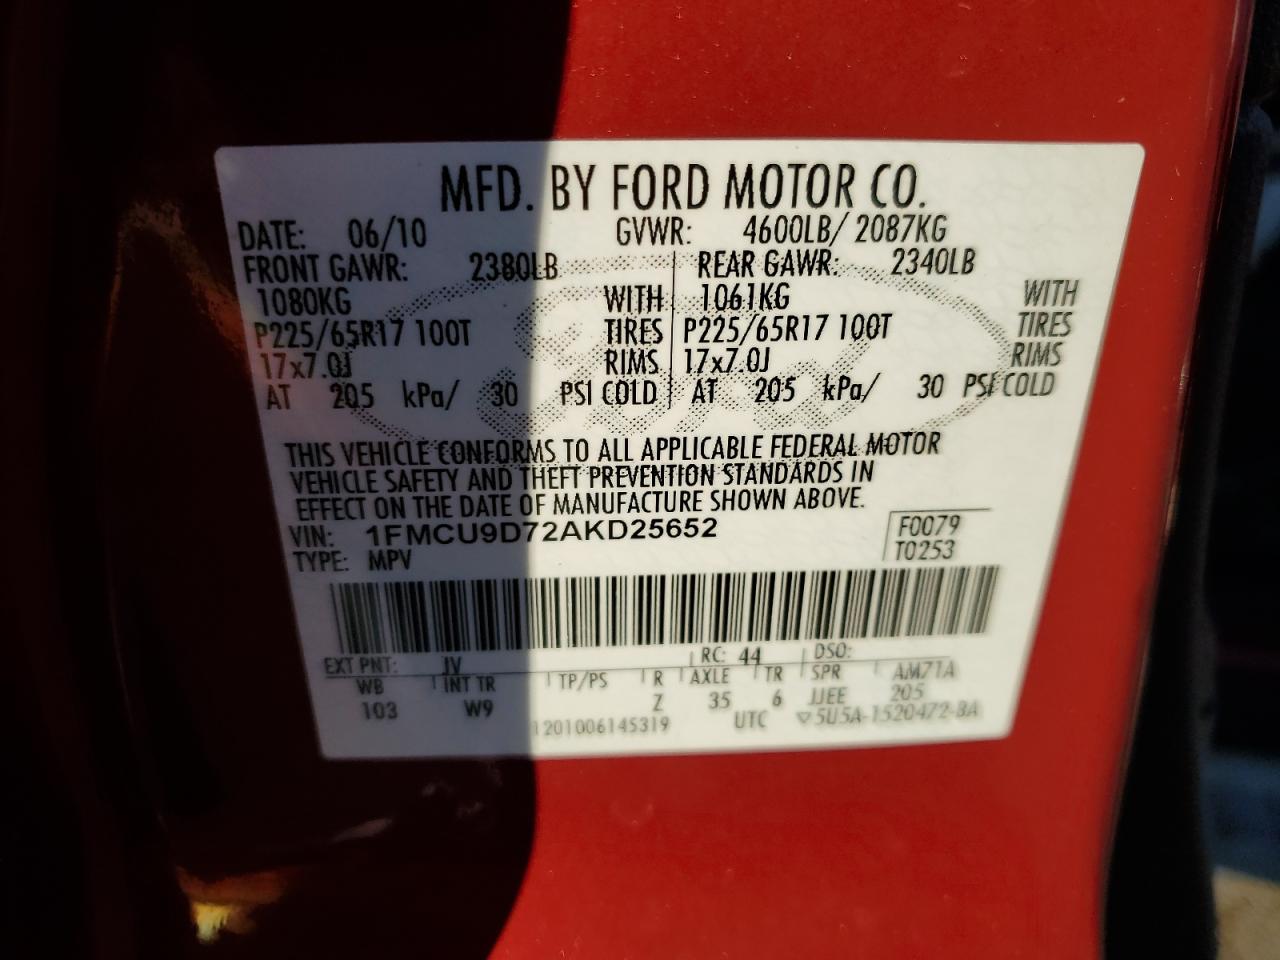 MFD. BY FORD MOTOR CO.
DATE: 06/10 GVWR: 4600LB/ 2087KG
FRONT GAWR: 2380LB REAR GAWR: 2340LB
1080KG WITH 1061KG WITH
P225/65R17 100T TIRES P225/65R17 100T TIRES
17x7.0J RIMS 17x7.0J RIMS
AT 205 kPa/ 30 PSI COLD AT 205 kPa/ 30 PSI COLD
THIS VEHICLE CONFORMS TO ALL APPLICABLE FEDERAL MOTOR
VEHICLE SAFETY AND THEFT PREVENTION STANDARDS IN
EFFECT ON THE DATE OF MANUFACTURE SHOWN ABOVE.
VIN: 1FMCU9D72AKD25652 F0079
TYPE: MPV T0253
EXT PNT: JV RC: 44 DSO:
WB INT TR TP/PS R AXLE TR SPR AM71A
103 W9 Z 35 6 JJEE 205
1201006145319 UTC ▽5U5A-1520472-BA